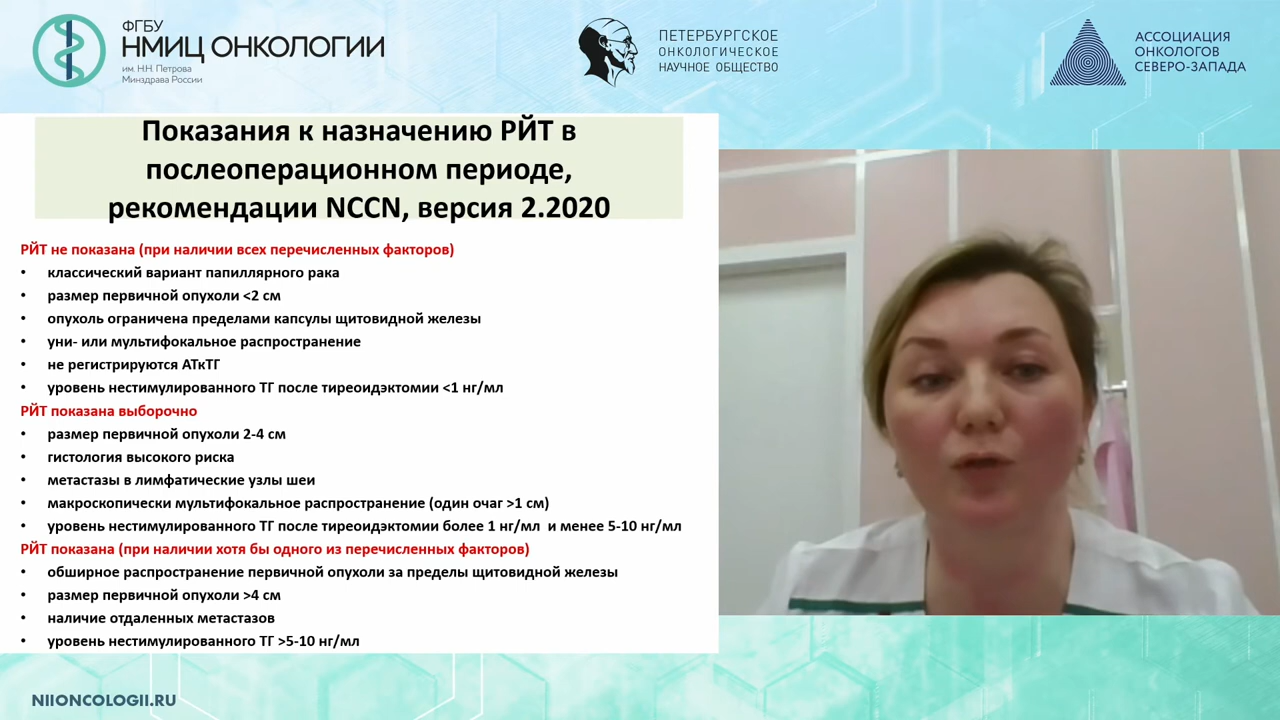 ФГБУ
НМИЦ ОНКОЛОГИИ
им. Н.Н. Петрова
Минздрава России
ПЕТЕРБУРГСКОЕ
ОНКОЛОГИЧЕСКОЕ
НАУЧНОЕ ОБЩЕСТВО
АССОЦИАЦИЯ
ОНКОЛОГОВ
СЕВЕРО-ЗАПАДА
Показания к назначению РЙТ в
послеоперационном периоде,
рекомендации NCCN, версия 2.2020
РЙТ не показана (при наличии всех перечисленных факторов)
• классический вариант папиллярного рака
• размер первичной опухоли <2 см
• опухоль ограничена пределами капсулы щитовидной железы
• уни- или мультифокальное распространение
• не регистрируются АТкТГ
• уровень нестимулированного ТГ после тиреоидэктомии <1 нг/мл
РЙТ показана выборочно
• размер первичной опухоли 2-4 см
• гистология высокого риска
• метастазы в лимфатические узлы шеи
• макроскопически мультифокальное распространение (один очаг >1 см)
• уровень нестимулированного ТГ после тиреоидэктомии более 1 нг/мл и менее 5-10 нг/мл
РЙТ показана (при наличии хотя бы одного из перечисленных факторов)
• обширное распространение первичной опухоли за пределы щитовидной железы
• размер первичной опухоли >4 см
• наличие отдаленных метастазов
• уровень нестимулированного ТГ >5-10 нг/мл
NIIONCOLOGII.RU